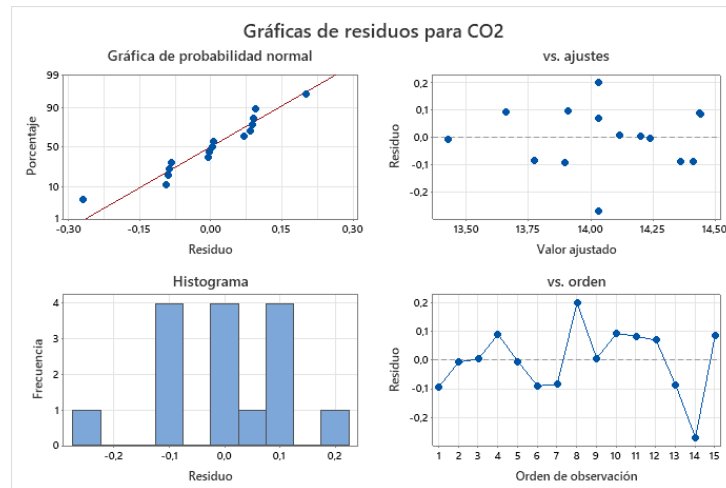 Gráficas de residuos para CO2
Gráfica de probabilidad normal
99
90
50
10
1
Porcentaje
-0,30 -0,15 0,00 0,15 0,30
Residuo
vs. ajustes
0,2
0,1
0,0
-0,1
-0,2
Residuo
13,50 13,75 14,00 14,25 14,50
Valor ajustado
Histograma
4
3
2
1
0
Frecuencia
-0,2 -0,1 0,0 0,1 0,2
Residuo
vs. orden
0,2
0,1
0,0
-0,1
-0,2
Residuo
1 2 3 4 5 6 7 8 9 10 11 12 13 14 15
Orden de observación